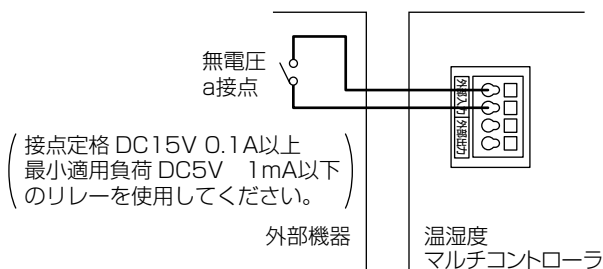 無電圧
a接点
外部入力
外部出力
接点定格 DC15V 0.1A以上
最小適用負荷 DC5V 1mA以下
のリレーを使用してください。
外部機器
温湿度
マルチコントローラ